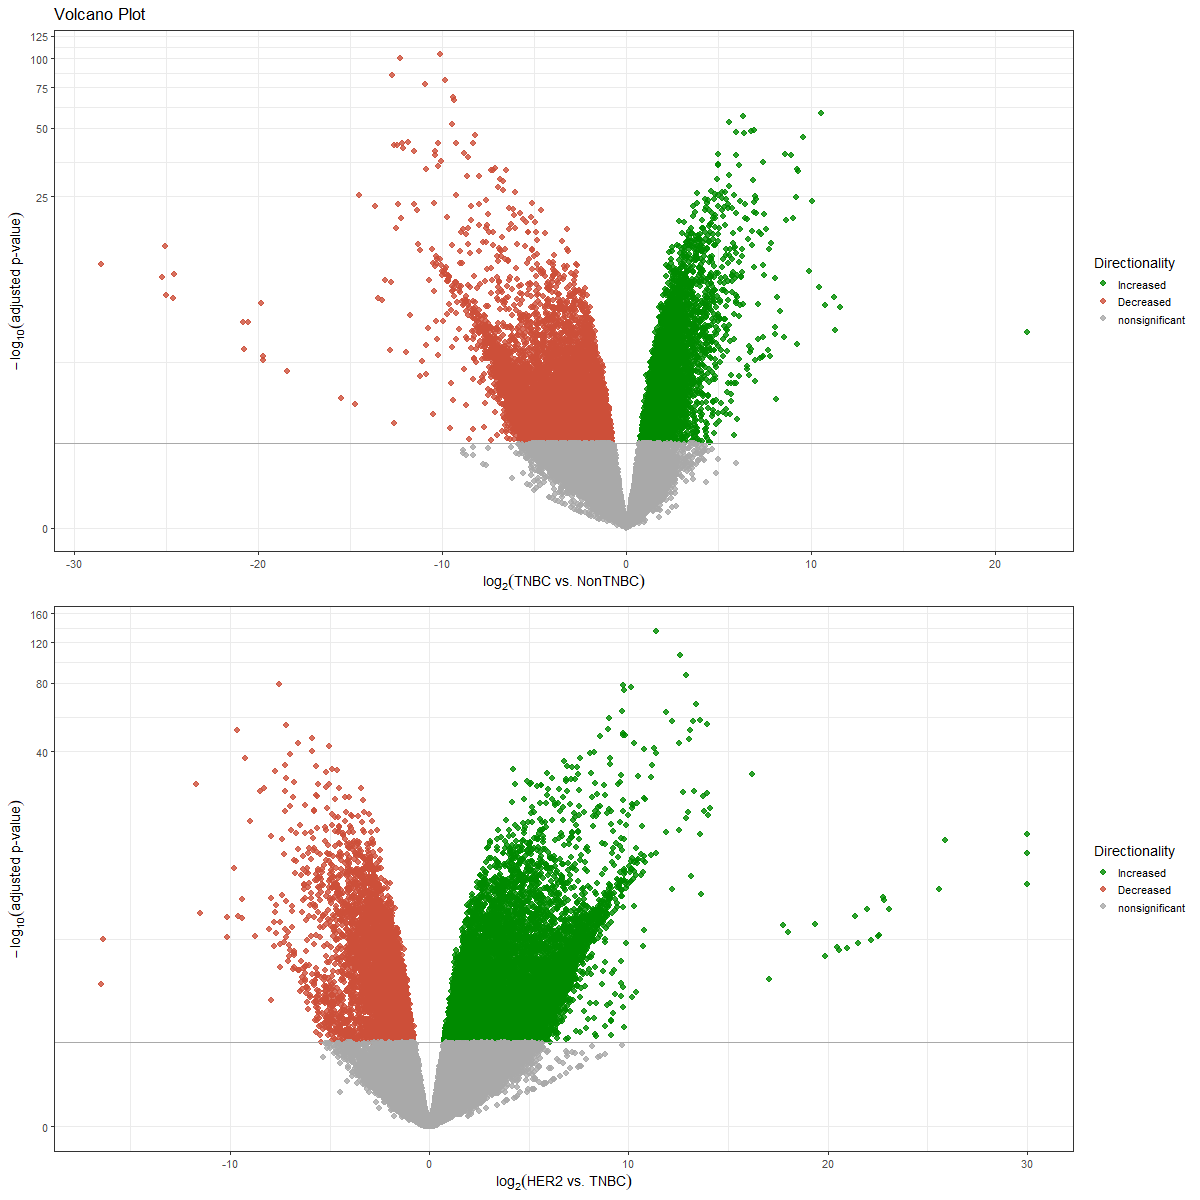 Volcano Plot
125
100
75
50
25
0
−log10(adjusted p-value)
-30 -20 -10 0 10 20
log2(TNBC vs. NonTNBC)
Directionality
Increased
Decreased
nonsignificant
160
120
80
40
0
−log10(adjusted p-value)
-10 0 10 20 30
log2(HER2 vs. TNBC)
Directionality
Increased
Decreased
nonsignificant